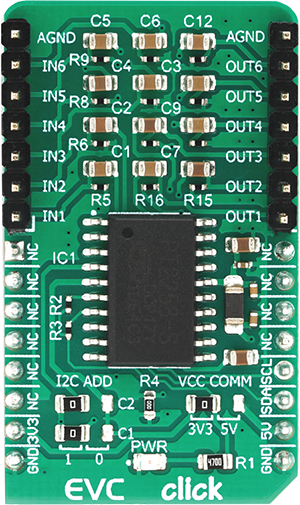 C5 C6 C12
AGND AGND
R9 C4 C3
IN6 OUT6
IN5 OUT5
R8 C2 C9
IN4 OUT4
R6
IN3 C1 C7 OUT3
IN2 OUT2
R5 R16 R15
IN1 OUT1
NC NC
IC1
NC NC
NC R3 R2 NC
NC SCL
NC I2C ADD R4 VCC COMM SDA
C2
3V3 C1 3V3 5V 5V
PWR
GND 1 0 4700 R1 GND
EVC click